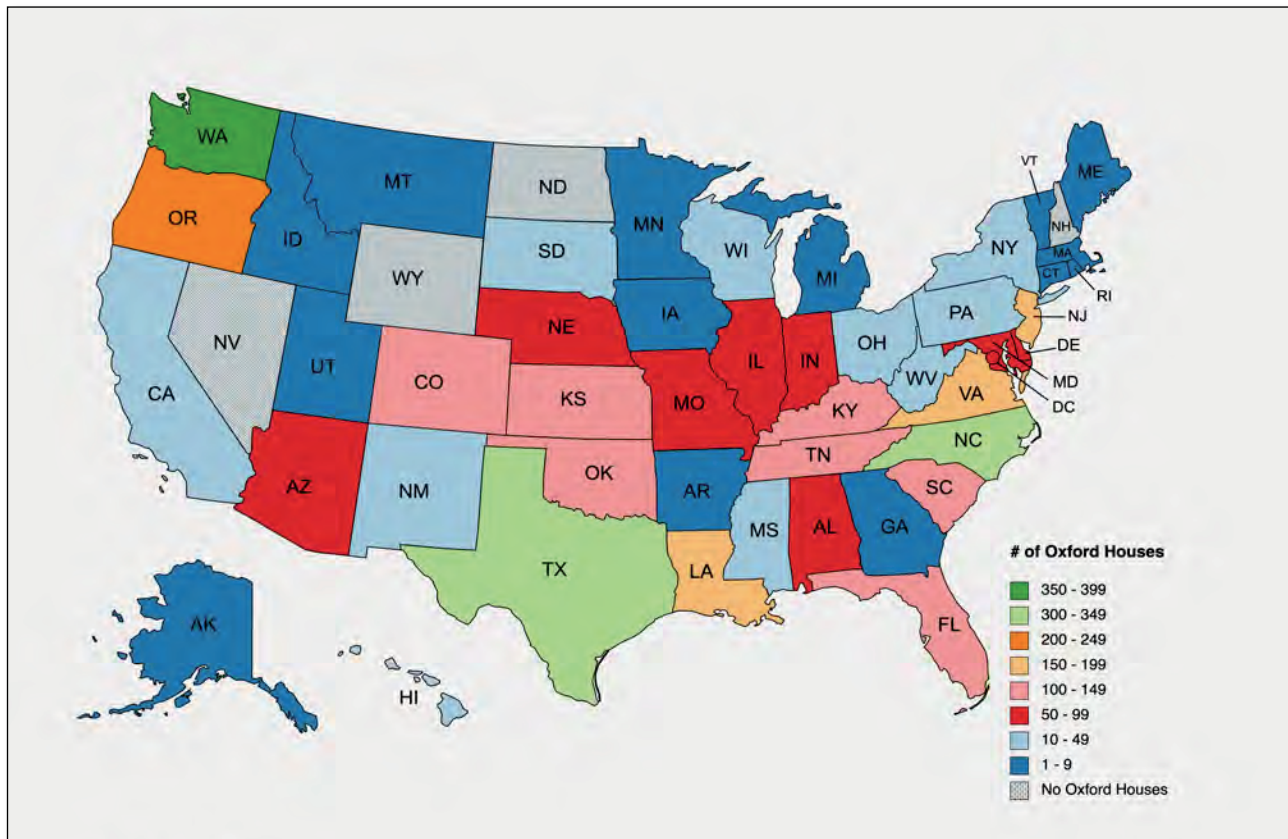 WA
MT
ND
MN
VT
ME
OR
ID
SD
WI
NY
NH
MA
WY
MI
CT
RI
NE
IA
PA
NJ
NV
IL
IN
OH
DE
UT
CO
WV
MD
CA
KS
MO
VA
DC
KY
NC
TN
AZ
NM
OK
AR
SC
MS
AL
GA
TX
LA
FL
AK
HI
# of Oxford Houses
350 - 399
300 - 349
200 - 249
150 - 199
100 - 149
50 - 99
10 - 49
1 - 9
No Oxford Houses